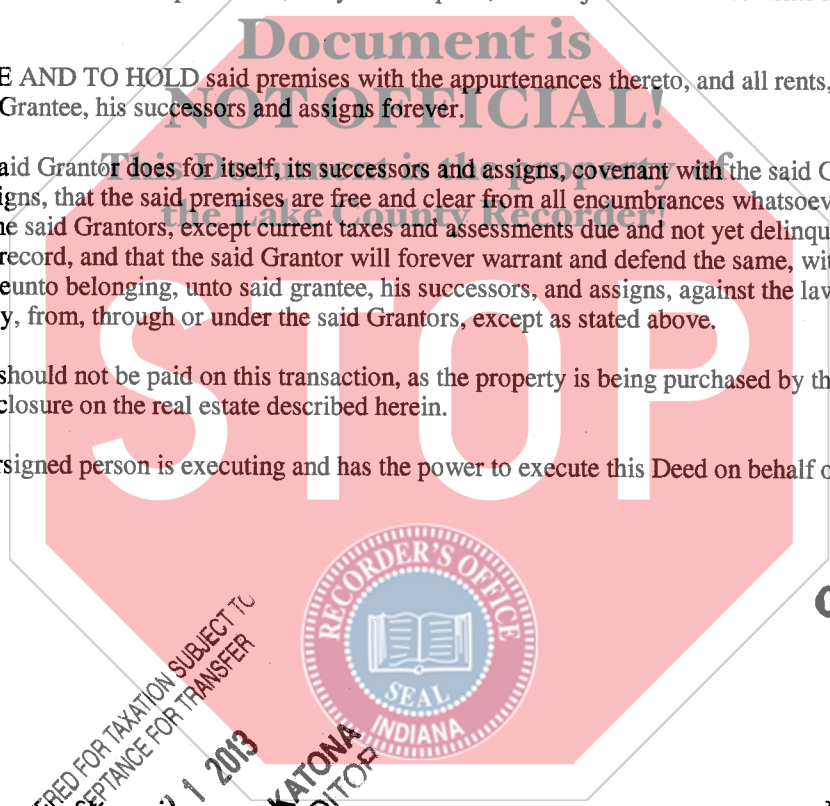 Document is
E AND TO HOLD said premises with the appurtenances thereto, and all rents,
NOT OFFICIAL!
Grantee, his successors and assigns forever.
This Document is the property of
aid Grantor does for itself, its successors and assigns, covenant with the said
igns, that the said premises are free and clear from all encumbrances whatsoev
the Lake County Recorder!
e said Grantors, except current taxes and assessments due and not yet delinqu
record, and that the said Grantor will forever warrant and defend the same, wit
eunto belonging, unto said grantee, his successors, and assigns, against the law
y, from, through or under the said Grantors, except as stated above.
STOP
should not be paid on this transaction, as the property is being purchased by th
closure on the real estate described herein.
rsigned person is executing and has the power to execute this Deed on behalf o
RECORDER'S OFFICE
SEAL
INDIANA
ERED FOR TAXATION SUBJECT TO
EPTANCE FOR TRANSFER
1 2013
KATONA
DITOR